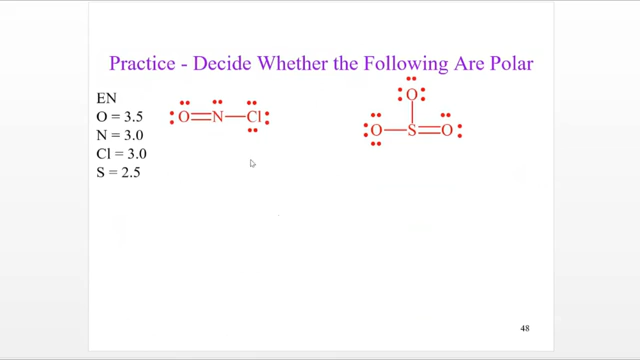 Practice - Decide Whether the Following Are Polar
EN
O = 3.5
N = 3.0
Cl = 3.0
S = 2.5
O=N—Cl
O
O—S=O
48